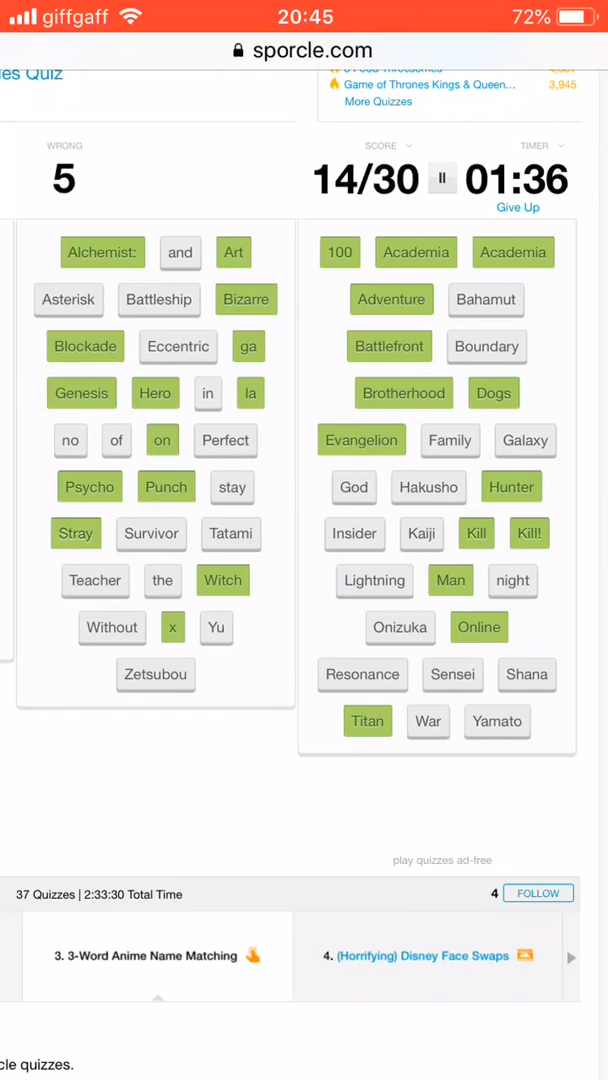 giffgaff 20:45 72%
sporcle.com
les Quiz
Game of Thrones Kings & Queen... 3,945
More Quizzes
WRONG SCORE TIMER
5 14/30 01:36
Give Up
Alchemist: and Art
Asterisk Battleship Bizarre
Blockade Eccentric ga
Genesis Hero in la
no of on Perfect
Psycho Punch stay
Stray Survivor Tatami
Teacher the Witch
Without x Yu
Zetsubou
100 Academia Academia
Adventure Bahamut
Battlefront Boundary
Brotherhood Dogs
Evangelion Family Galaxy
God Hakusho Hunter
Insider Kaiji Kill Kill!
Lightning Man night
Onizuka Online
Resonance Sensei Shana
Titan War Yamato
play quizzes ad-free
37 Quizzes | 2:33:30 Total Time 4 FOLLOW
3. 3-Word Anime Name Matching 4. (Horrifying) Disney Face Swaps
cle quizzes.